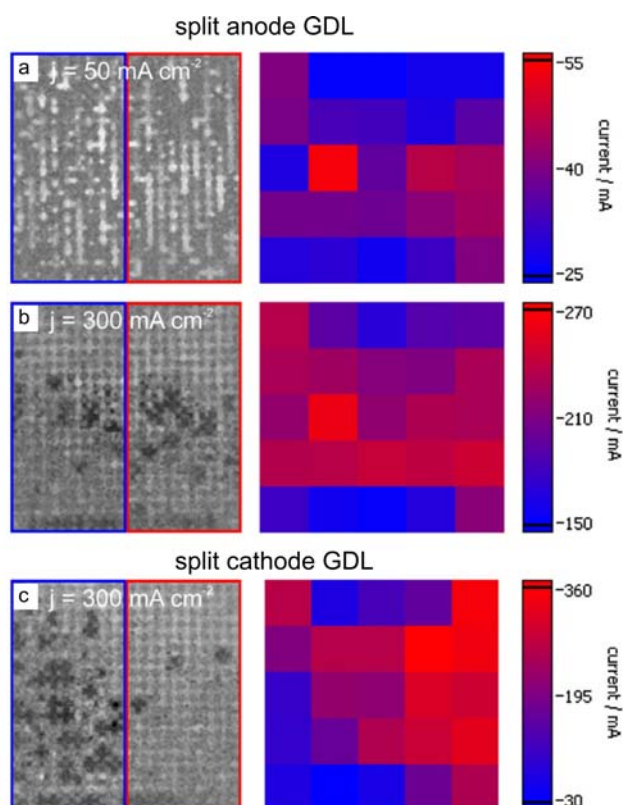 split anode GDL
a j = 50 mA cm-2
55
40
25
current / mA
b j = 300 mA cm-2
270
210
150
current / mA
split cathode GDL
c j = 300 mA cm-2
360
195
30
current / mA